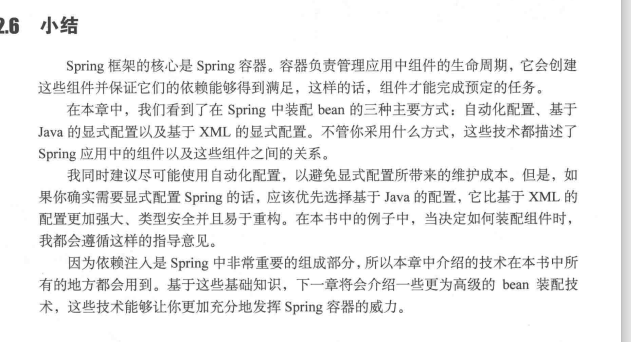 2.6 小结
Spring 框架的核心是 Spring 容器。容器负责管理应用中组件的生命周期，它会创建
这些组件并保证它们的依赖能够得到满足，这样的话，组件才能完成预定的任务。
在本章中，我们看到了在 Spring 中装配 bean 的三种主要方式：自动化配置、基于
Java 的显式配置以及基于 XML 的显式配置。不管你采用什么方式，这些技术都描述了
Spring 应用中的组件以及这些组件之间的关系。
我同时建议尽可能使用自动化配置，以避免显式配置所带来的维护成本。但是，如
果你确实需要显式配置 Spring 的话，应该优先选择基于 Java 的配置，它比基于 XML 的
配置更加强大、类型安全并且易于重构。在本书中的例子中，当决定如何装配组件时，
我都会遵循这样的指导意见。
因为依赖注入是 Spring 中非常重要的组成部分，所以本章中介绍的技术在本书中所
有的地方都会用到。基于这些基础知识，下一章将会介绍一些更为高级的 bean 装配技
术，这些技术能够让你更加充分地发挥 Spring 容器的威力。